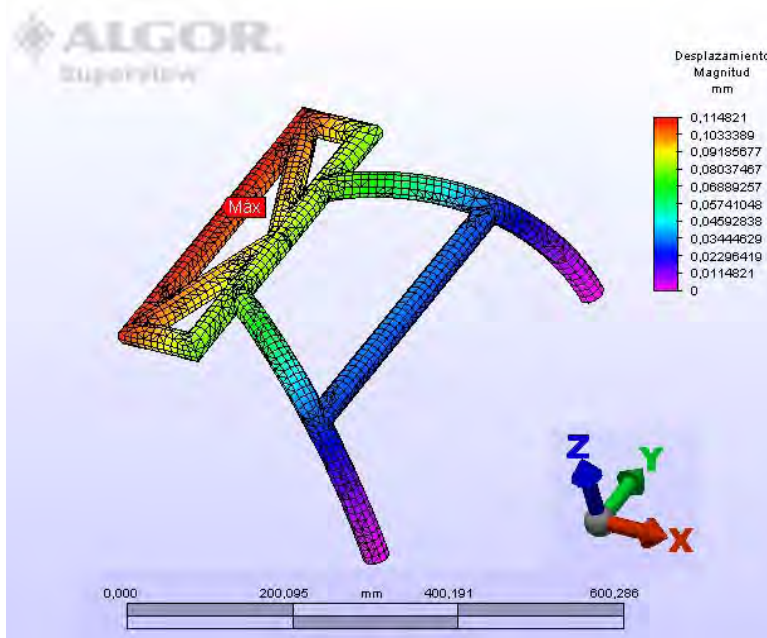 ALGOR.
Superview
Desplazamiento
Magnitud
mm
0,114821
0,1033389
0,09185677
0,08037467
0,06889257
0,05741048
0,04592838
0,03444629
0,02296419
0,0114821
0
Máx
Z
Y
X
0,000 200,095 mm 400,191 600,286